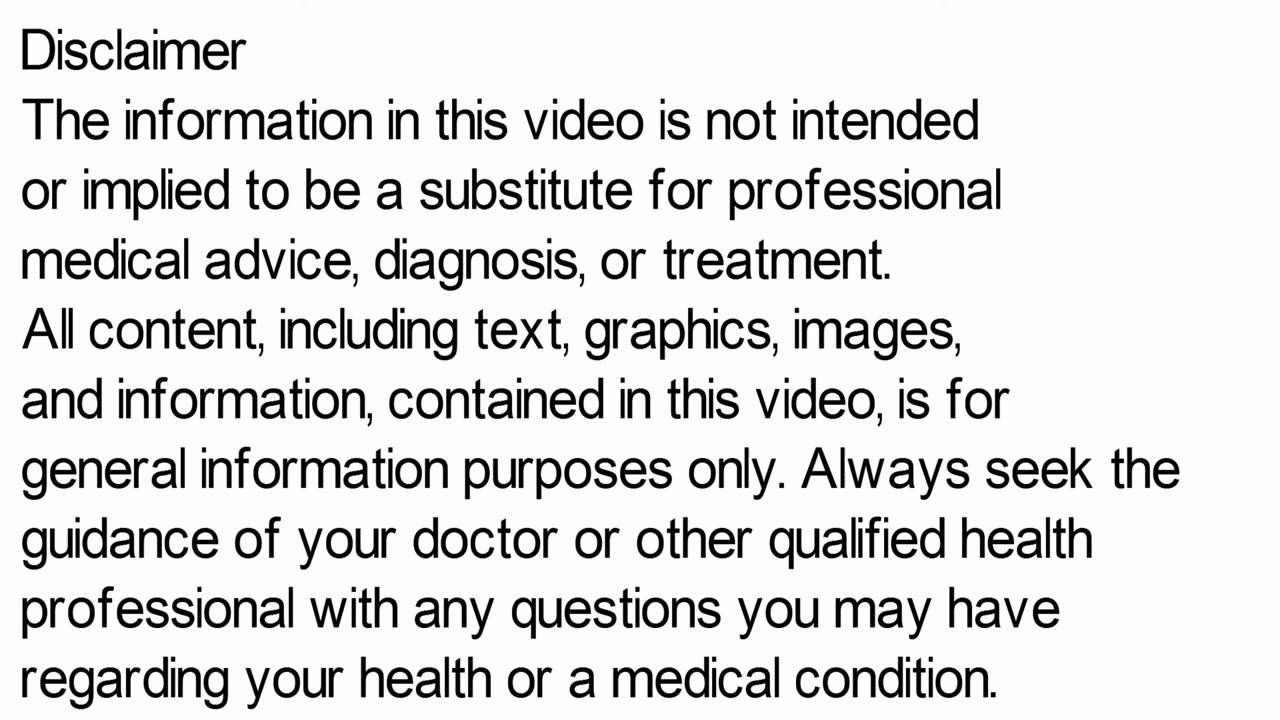 Disclaimer
The information in this video is not intended
or implied to be a substitute for professional
medical advice, diagnosis, or treatment.
All content, including text, graphics, images,
and information, contained in this video, is for
general information purposes only. Always seek the
guidance of your doctor or other qualified health
professional with any questions you may have
regarding your health or a medical condition.